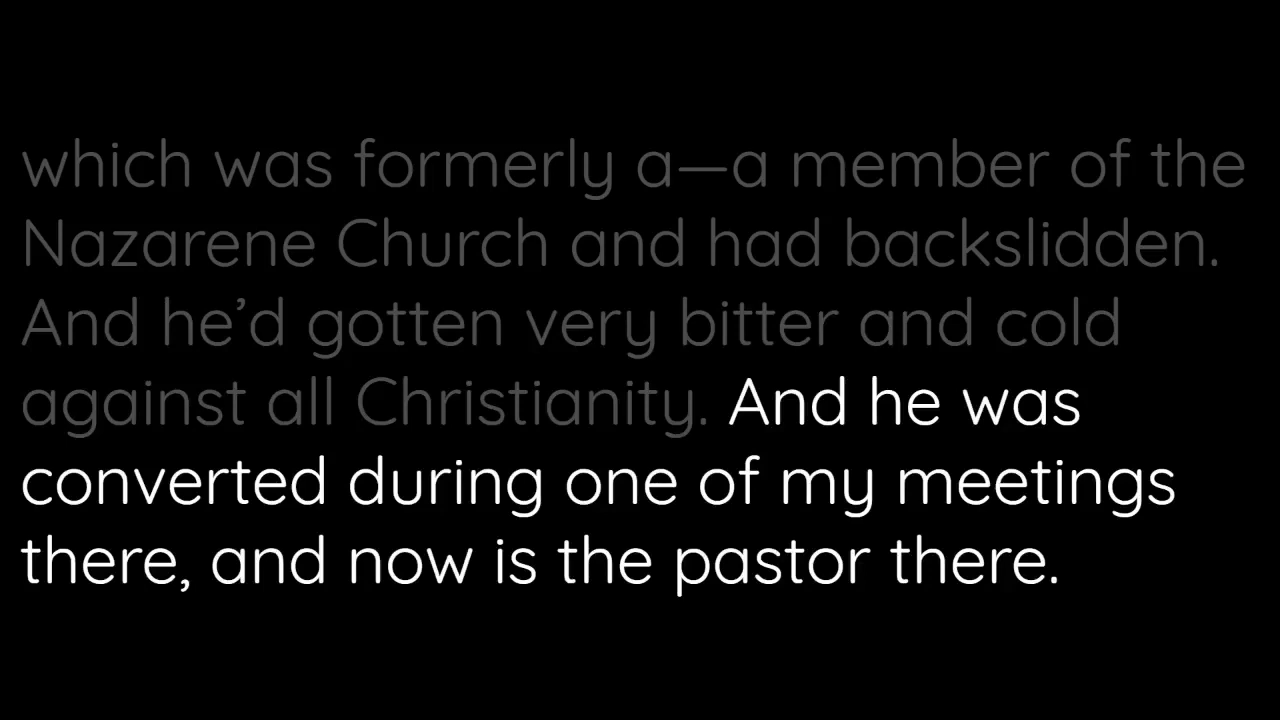 which was formerly a—a member of the
Nazarene Church and had backslidden.
And he’d gotten very bitter and cold
against all Christianity. And he was
converted during one of my meetings
there, and now is the pastor there.